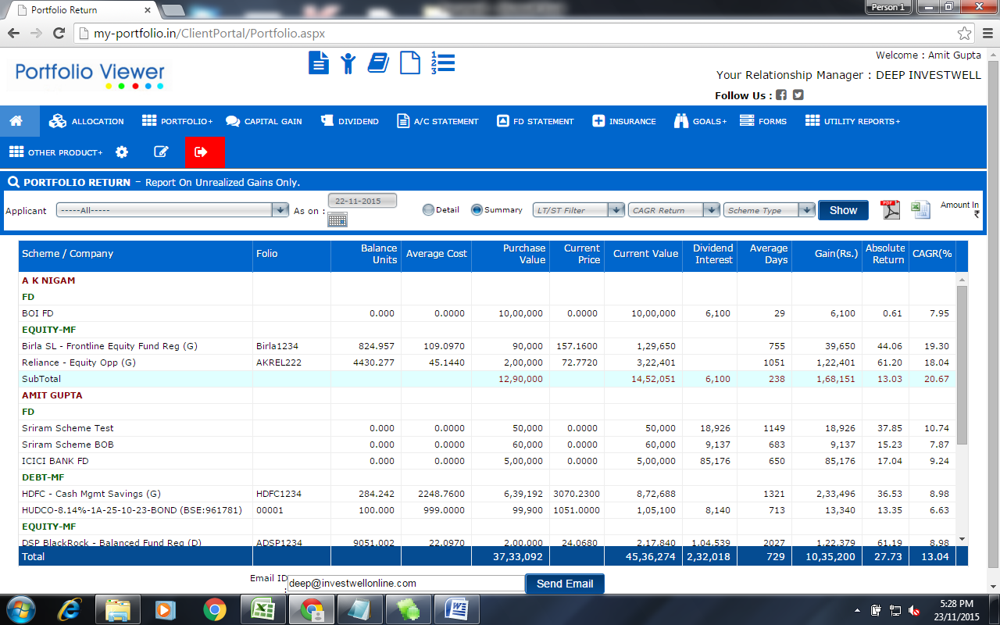 Portfolio Return
Person 1
my-portfolio.in/ClientPortal/Portfolio.aspx
Portfolio Viewer
1 2 3
Welcome : Amit Gupta
Your Relationship Manager : DEEP INVESTWELL
Follow Us :
ALLOCATION PORTFOLIO+ CAPITAL GAIN DIVIDEND A/C STATEMENT FD STATEMENT INSURANCE GOALS+ FORMS UTILITY REPORTS+
OTHER PRODUCT+
PORTFOLIO RETURN - Report On Unrealized Gains Only.
Applicant -----All----- As on : 22-11-2015 Detail Summary LT/ST Filter CAGR Return Scheme Type Show PDF Amount In ₹
Scheme / Company Folio Balance Units Average Cost Purchase Value Current Price Current Value Dividend Interest Average Days Gain(Rs.) Absolute Return CAGR(%
A K NIGAM
FD
BOI FD 0.000 0.0000 10,00,000 0.0000 10,00,000 6,100 29 6,100 0.61 7.95
EQUITY-MF
Birla SL - Frontline Equity Fund Reg (G) Birla1234 824.957 109.0970 90,000 157.1600 1,29,650 755 39,650 44.06 19.30
Reliance - Equity Opp (G) AKREL222 4430.277 45.1440 2,00,000 72.7720 3,22,401 1051 1,22,401 61.20 18.04
SubTotal 12,90,000 14,52,051 6,100 238 1,68,151 13.03 20.67
AMIT GUPTA
FD
Sriram Scheme Test 0.000 0.0000 50,000 0.0000 50,000 18,926 1149 18,926 37.85 10.74
Sriram Scheme BOB 0.000 0.0000 60,000 0.0000 60,000 9,137 683 9,137 15.23 7.87
ICICI BANK FD 0.000 0.0000 5,00,000 0.0000 5,00,000 85,176 650 85,176 17.04 9.24
DEBT-MF
HDFC - Cash Mgmt Savings (G) HDFC1234 284.242 2248.7600 6,39,192 3070.2300 8,72,688 1321 2,33,496 36.53 8.98
HUDCO-8.14%-1A-25-10-23-BOND (BSE:961781) 00001 100.000 999.0000 99,900 1051.0000 1,05,100 8,140 713 13,340 13.35 6.63
EQUITY-MF
DSP BlackRock - Balanced Fund Reg (D) ADSP1234 9051.002 22.0970 2,00,000 24.0680 2,17,840 1,04,539 2027 1,22,379 61.19 8.98
Total 37,33,092 45,36,274 2,32,018 729 10,35,200 27.73 13.04
Email ID : deep@investwellonline.com Send Email
5:28 PM
23/11/2015